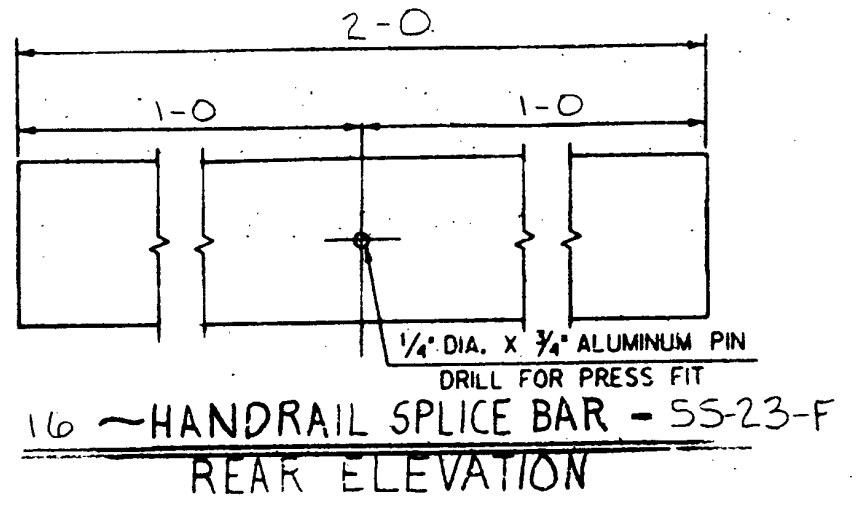 2-0
1-0 1-0
1/4" DIA. X 3/4" ALUMINUM PIN
DRILL FOR PRESS FIT
16 ~ HANDRAIL SPLICE BAR - SS-23-F
REAR ELEVATION